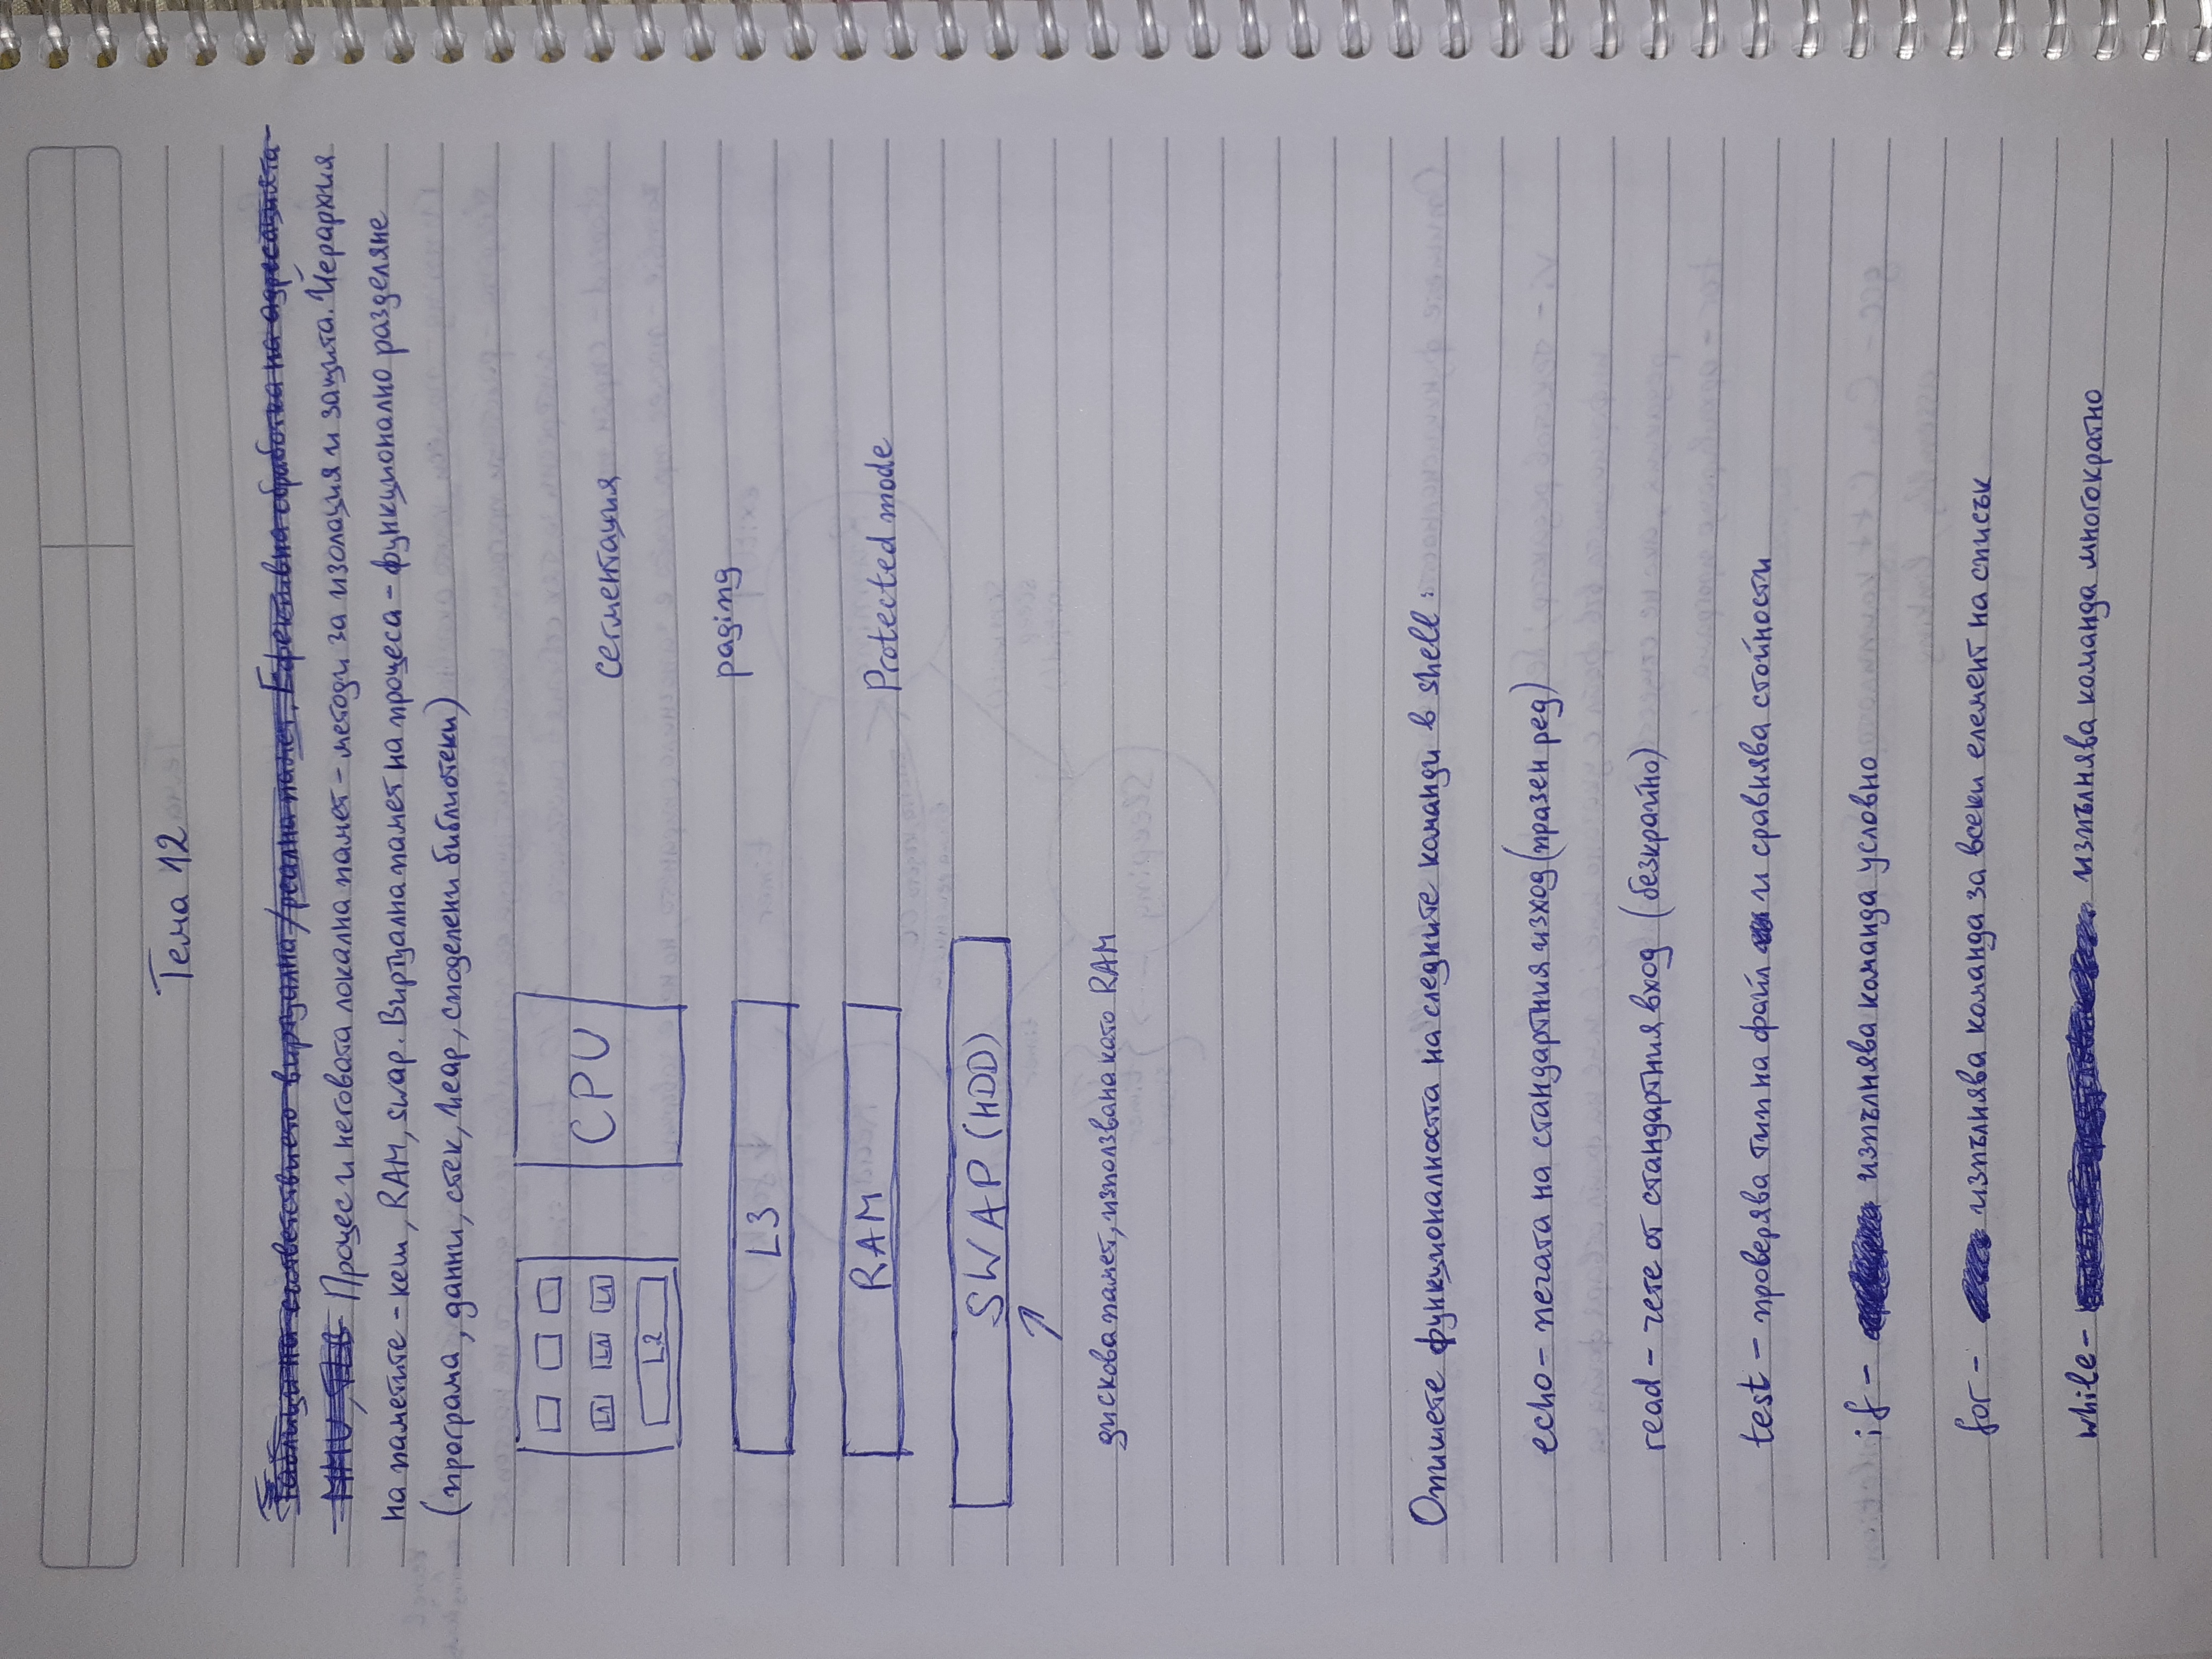 Тема 12
Таблици на съответствието виртуална/реална памет. Ефективна обработка на адресацията -
MMU, TLB Процес и неговата локална памет - методи за изолация и защита. Йерархия
на паметите - кеш, RAM, swap. Виртуална памет на процеса - функционално разделяне
(програма, данни, стек, heap, споделени библиотеки)
L1 L1 L1
L2
CPU
L3
RAM
SWAP (HDD)
дискова памет, използвана като RAM
сегментация
paging
Protected mode
Опишете функционалността на следните команди в shell:
echo - печата на стандартния изход (празен ред)
read - чете от стандартния вход (безкрайно)
test - проверява тип на файл и сравнява стойности
if - изпълнява команда условно
for - изпълнява команда за всеки елемент на списък
while - изпълнява команда многократно